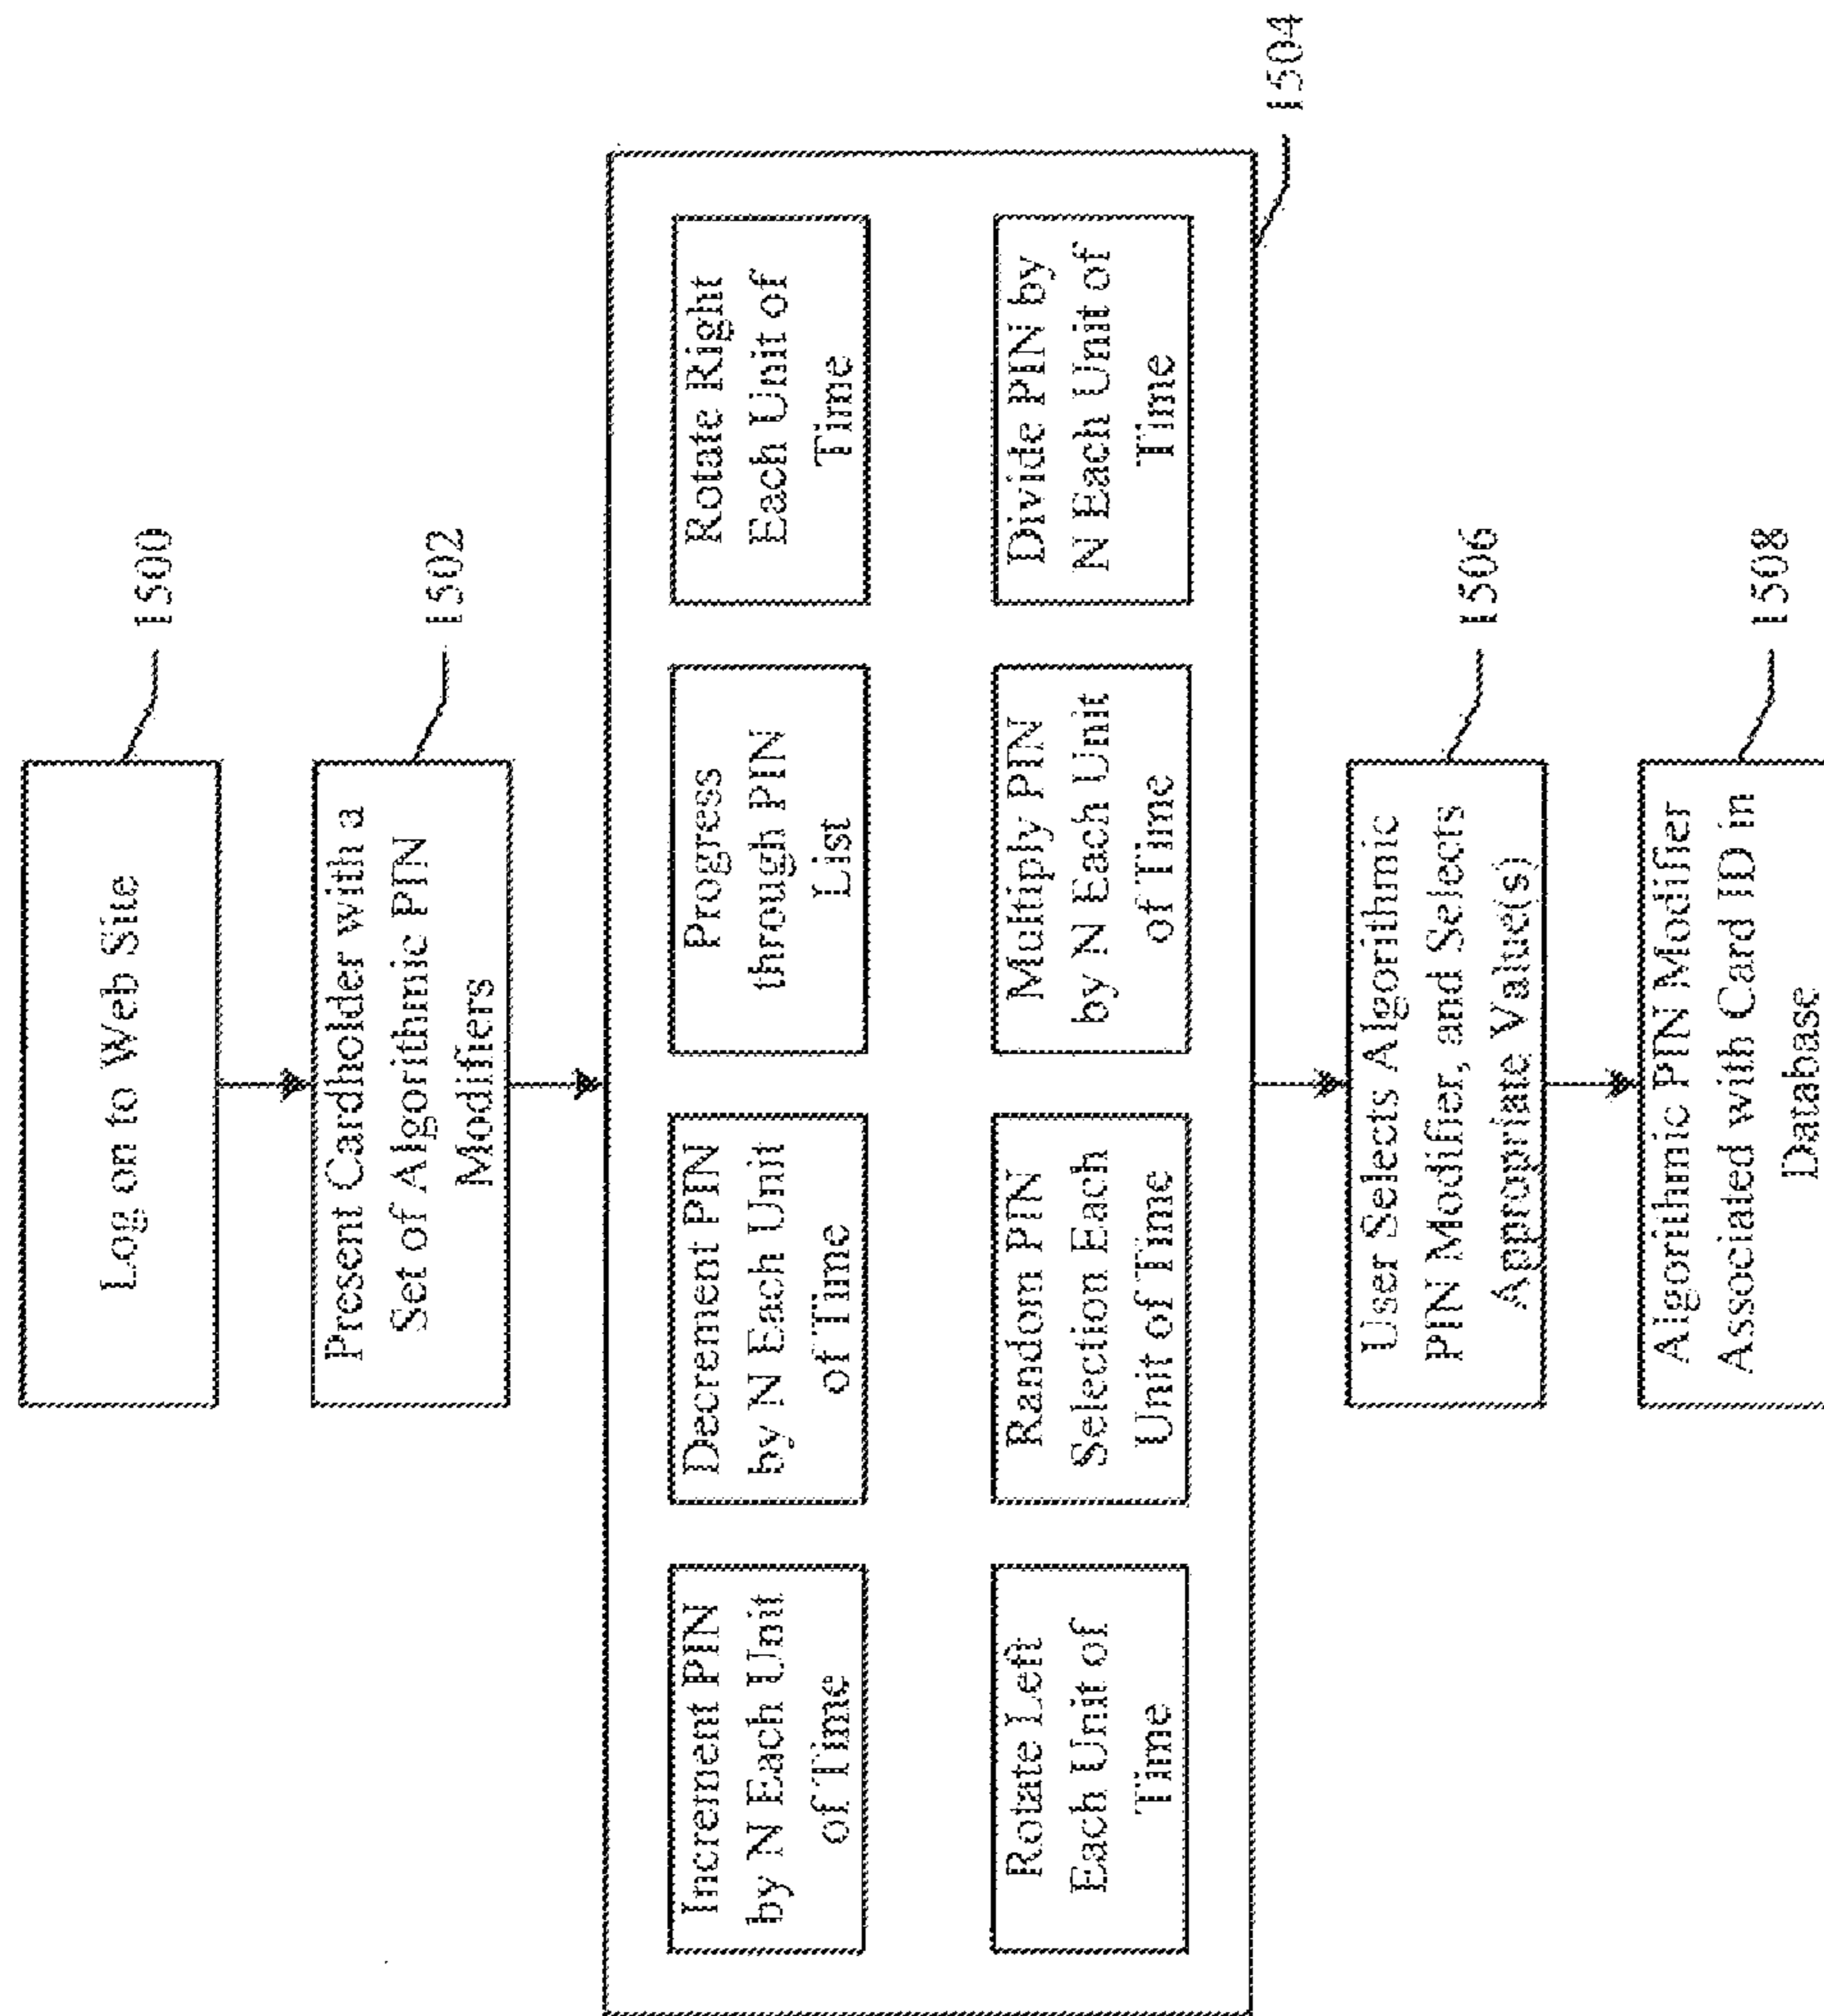 Log on to Web Site
1500
Present Cardholder with a
Set of Algorithmic PIN
Modifiers
1502
Increment PIN
by N Each Unit
of Time
Decrement PIN
by N Each Unit
of Time
Progress
through PIN
List
Rotate Right
Each Unit of
Time
Rotate Left
Each Unit of
Time
Random PIN
Selection Each
Unit of Time
Multiply PIN
by N Each Unit
of Time
Divide PIN by
N Each Unit of
Time
1504
User Selects Algorithmic
PIN Modifier, and Selects
Appropriate Value(s)
1506
Algorithmic PIN Modifier
Associated with Card ID in
Database
1508